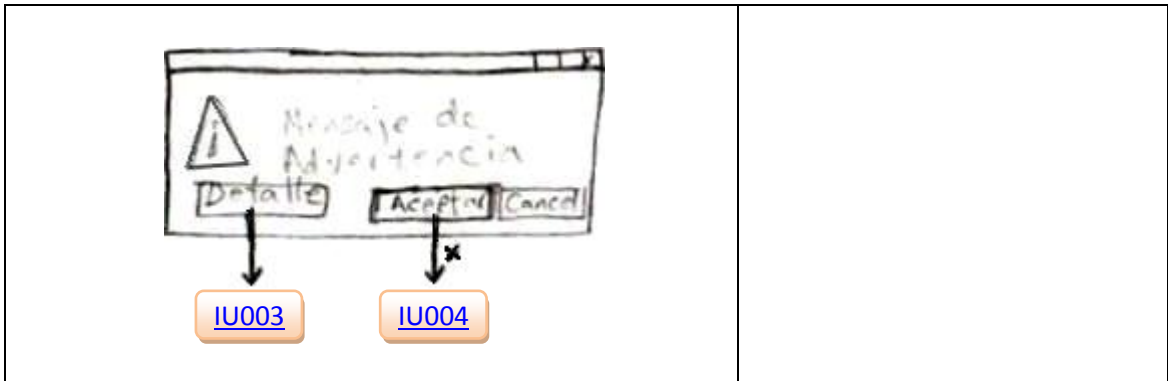 Mensaje de
Advertencia
Detalle Aceptar Cancel
x
IU003 IU004